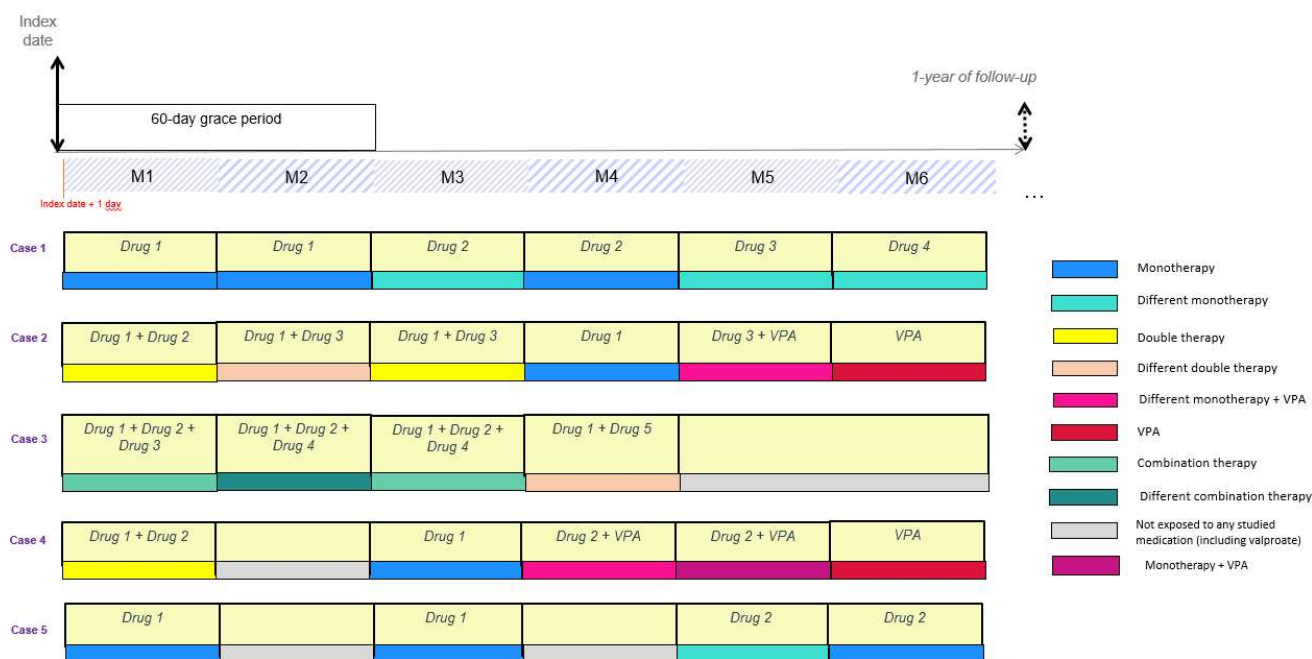 Index
date
1-year of follow-up
60-day grace period
M1 M2 M3 M4 M5 M6
...
Index date + 1 day
Case 1
Drug 1 Drug 1 Drug 2 Drug 2 Drug 3 Drug 4
Case 2
Drug 1 + Drug 2 Drug 1 + Drug 3 Drug 1 + Drug 3 Drug 1 Drug 3 + VPA VPA
Case 3
Drug 1 + Drug 2 + Drug 1 + Drug 2 + Drug 1 + Drug 2 + Drug 1 + Drug 5
Drug 3 Drug 4 Drug 4
Case 4
Drug 1 + Drug 2 Drug 1 Drug 2 + VPA Drug 2 + VPA VPA
Case 5
Drug 1 Drug 1 Drug 2 Drug 2
Monotherapy
Different monotherapy
Double therapy
Different double therapy
Different monotherapy + VPA
VPA
Combination therapy
Different combination therapy
Not exposed to any studied
medication (including valproate)
Monotherapy + VPA